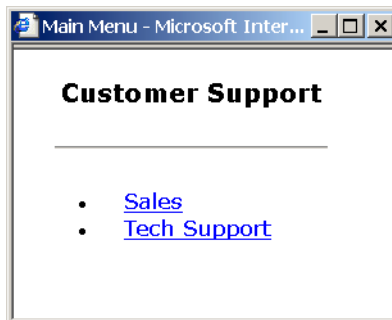 Main Menu - Microsoft Inter...
Customer Support
Sales
Tech Support